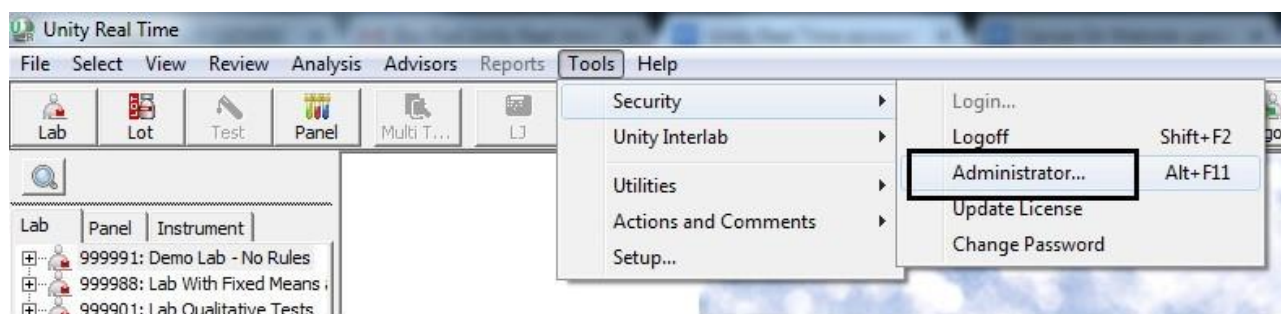 Unity Real Time
File Select View Review Analysis Advisors Reports Tools Help
Lab Lot Test Panel Multi T... LJ
Security
Unity Interlab
Utilities
Actions and Comments
Setup...
Login...
Logoff Shift+F2
Administrator... Alt+F11
Update License
Change Password
Lab Panel Instrument
999991: Demo Lab - No Rules
999988: Lab With Fixed Means
999901: Lab Qualitative Tests